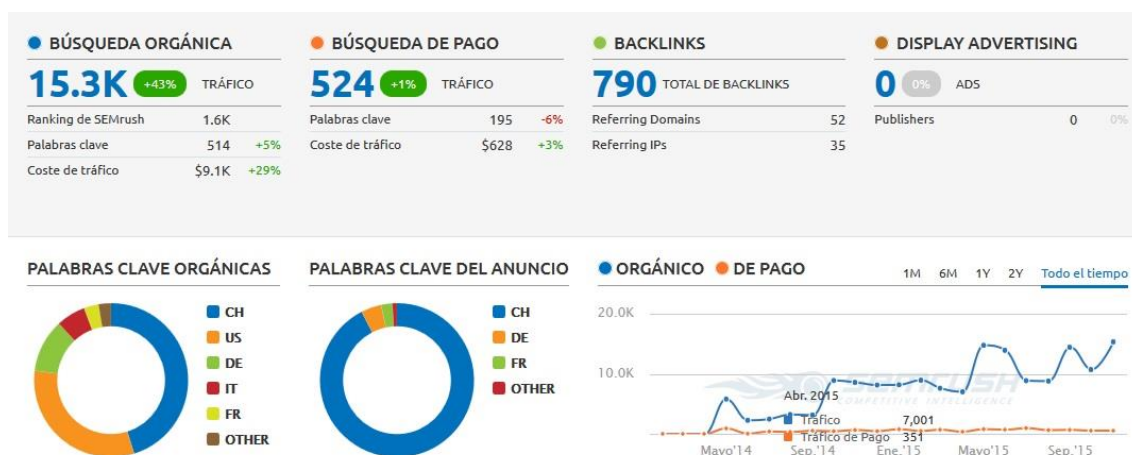 BÚSQUEDA ORGÁNICA
15.3K +43% TRÁFICO
Ranking de SEMrush 1.6K
Palabras clave 514 +5%
Coste de tráfico $9.1K +29%
BÚSQUEDA DE PAGO
524 +1% TRÁFICO
Palabras clave 195 -6%
Coste de tráfico $628 +3%
BACKLINKS
790 TOTAL DE BACKLINKS
Referring Domains 52
Referring IPs 35
DISPLAY ADVERTISING
0 0% ADS
Publishers 0 0%
PALABRAS CLAVE ORGÁNICAS
CH
US
DE
IT
FR
OTHER
PALABRAS CLAVE DEL ANUNCIO
CH
DE
FR
OTHER
ORGÁNICO DE PAGO
1M 6M 1Y 2Y Todo el tiempo
20.0K
10.0K
SEMRUSH
COMPETITIVE INTELLIGENCE
Abr. 2015
Tráfico 7,001
Tráfico de Pago 351
Mayo'14 Sep.'14 Ene.'15 Mayo'15 Sep.'15